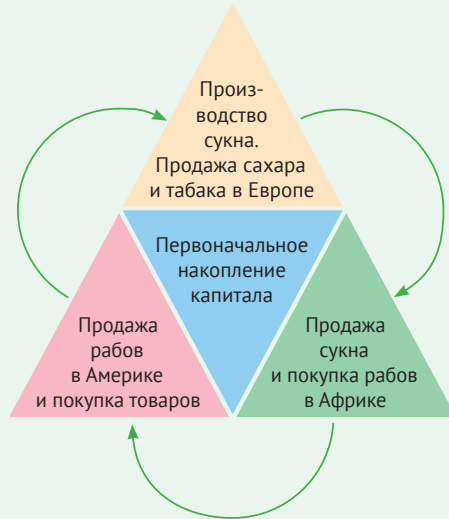 Произ-
водство
сукна.
Продажа сахара
и табака в Европе
Первоначальное
накопление
капитала
Продажа
рабов
в Америке
и покупка товаров
Продажа
сукна
и покупка рабов
в Африке